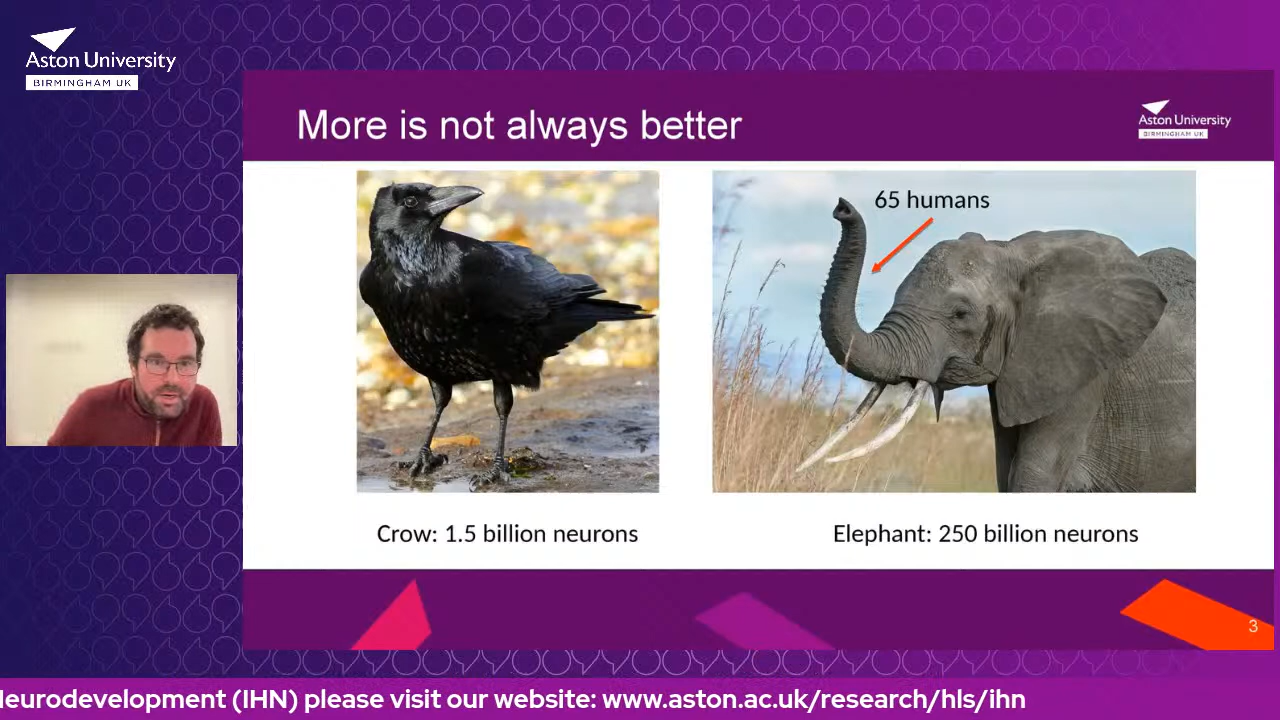 Aston University
BIRMINGHAM UK
More is not always better
Aston University
BIRMINGHAM UK
65 humans
Crow: 1.5 billion neurons
Elephant: 250 billion neurons
3
Neurodevelopment (IHN) please visit our website: www.aston.ac.uk/research/hls/ihn